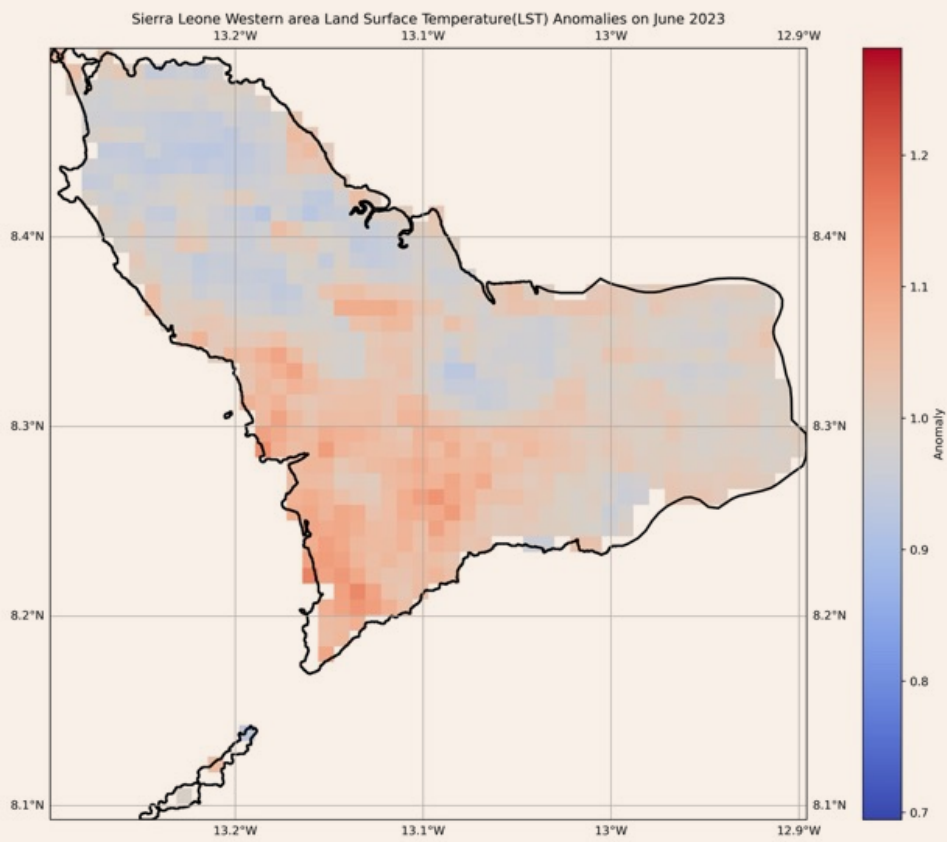 Sierra Leone Western area Land Surface Temperature(LST) Anomalies on June 2023
13.2°W 13.1°W 13°W 12.9°W
8.4°N 8.4°N
8.3°N 8.3°N
8.2°N 8.2°N
8.1°N 8.1°N
13.2°W 13.1°W 13°W 12.9°W
1.2
1.1
1.0
0.9
0.8
0.7
Anomaly